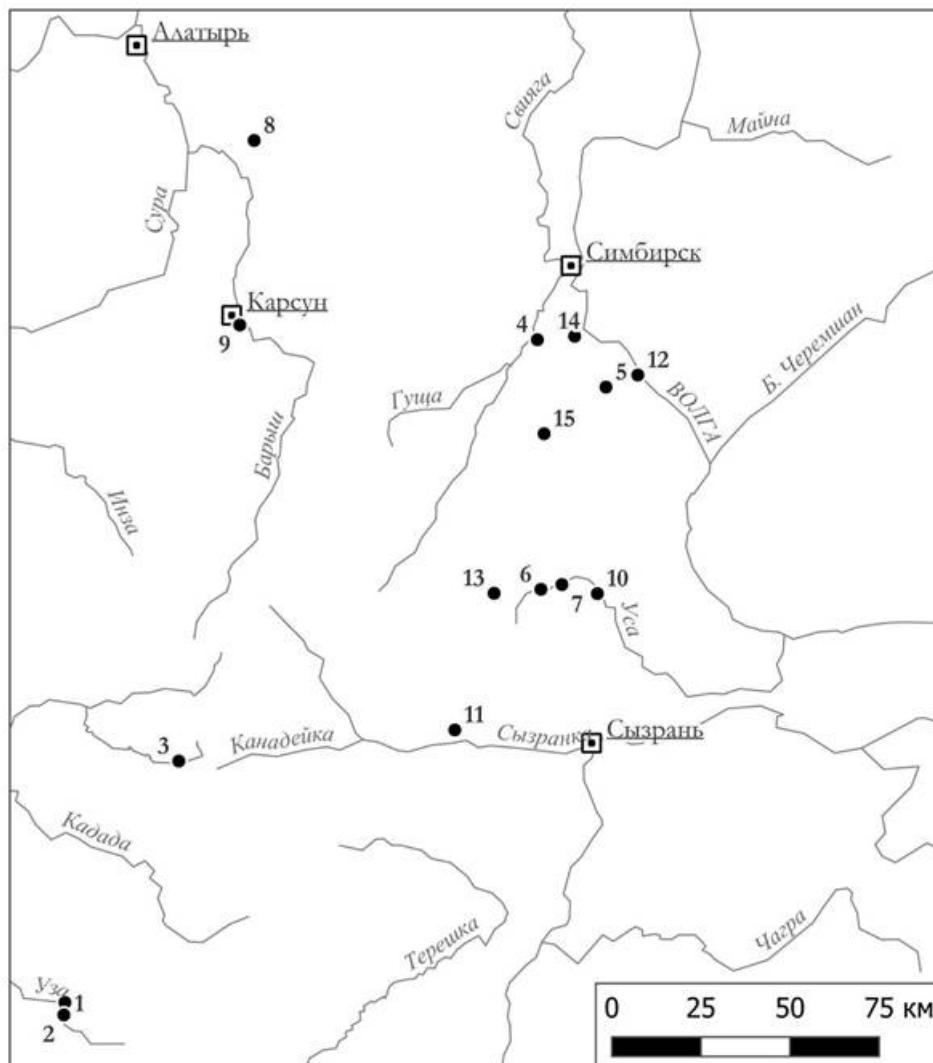 Алатырь
Свияга
Майна
8
Сура
Симбирск
Карсун
9
4
14
Б. Черемшан
Гуща
5
12
ВОЛГА
15
Барыш
Инза
13
6
7
10
Уса
11
3
Канадейка
Сызранка
Сызрань
Кадада
Терешка
Чагра
Уза
1
2
0 25 50 75 км